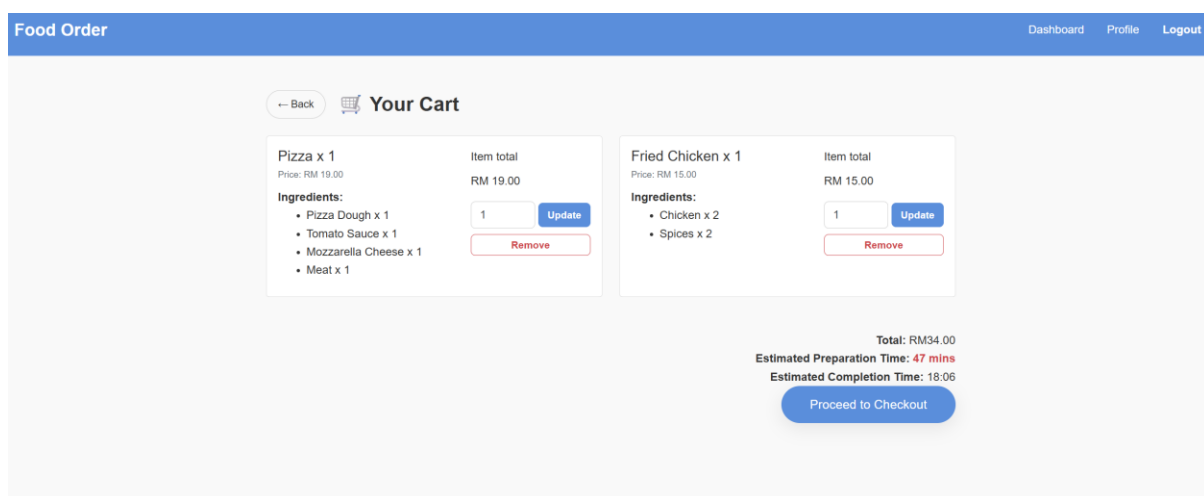 Food Order
Dashboard Profile Logout
← Back
Your Cart
Pizza x 1
Price: RM 19.00
Ingredients:
• Pizza Dough x 1
• Tomato Sauce x 1
• Mozzarella Cheese x 1
• Meat x 1
Item total
RM 19.00
1 Update
Remove
Fried Chicken x 1
Price: RM 15.00
Ingredients:
• Chicken x 2
• Spices x 2
Item total
RM 15.00
1 Update
Remove
Total: RM34.00
Estimated Preparation Time: 47 mins
Estimated Completion Time: 18:06
Proceed to Checkout